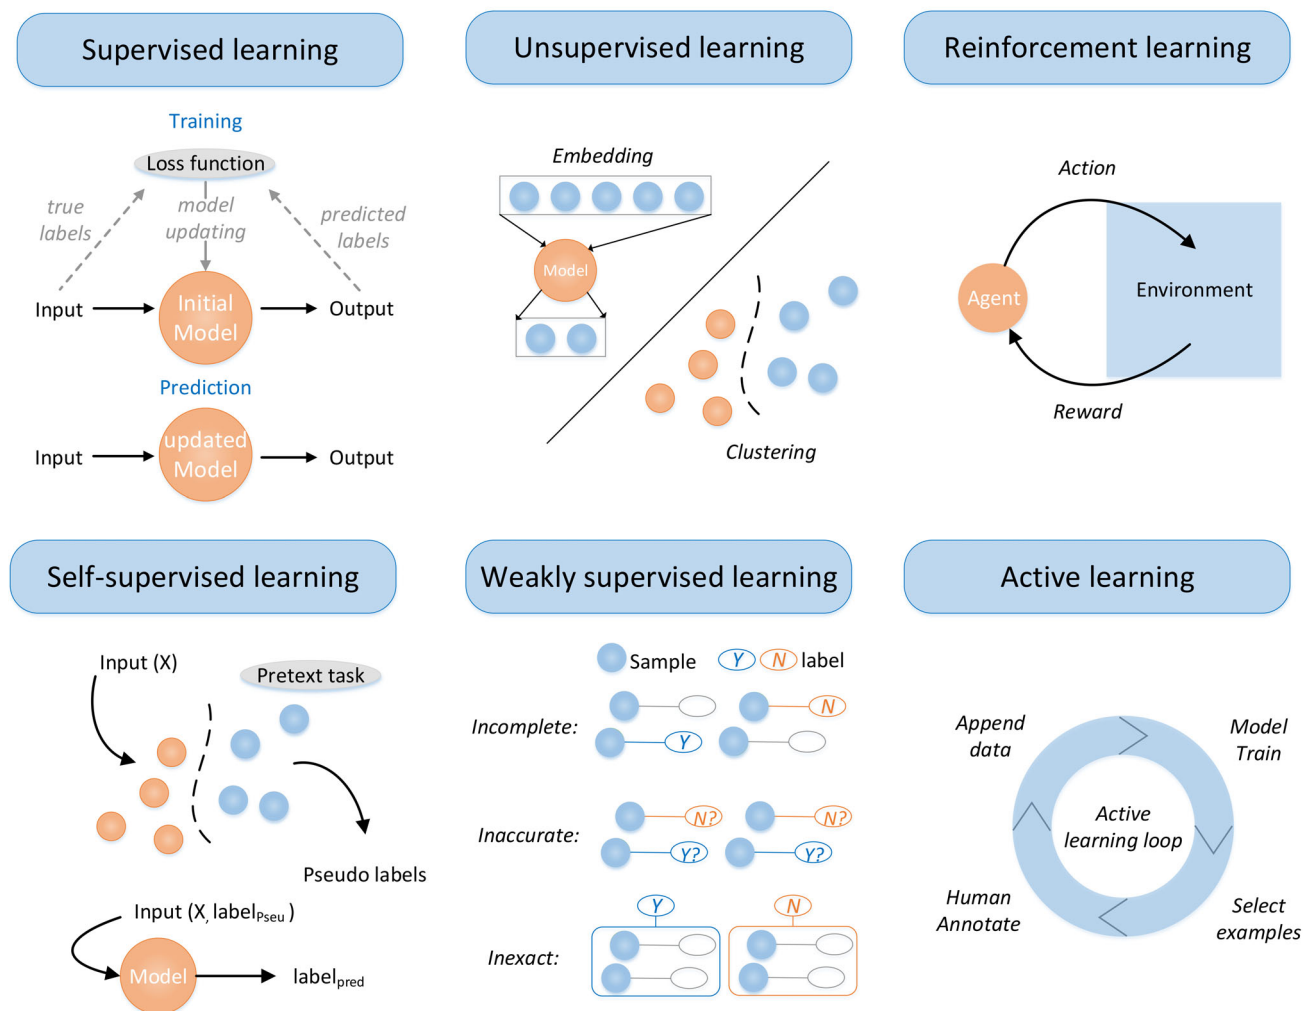 Supervised learning
Training
Loss function
true
labels
model
updating
predicted
labels
Input
Initial
Model
Output
Prediction
Input
updated
Model
Output
Unsupervised learning
Embedding
Model
Clustering
Reinforcement learning
Action
Agent
Environment
Reward
Self-supervised learning
Input (X)
Pretext task
Pseudo labels
Input (X, labelPseu )
Model
labelpred
Weakly supervised learning
Sample
Y
N
label
Incomplete:
N
Y
Inaccurate:
N?
N?
Y?
Y?
Y
N
Inexact:
Active learning
Append
data
Model
Train
Active
learning loop
Human
Annotate
Select
examples